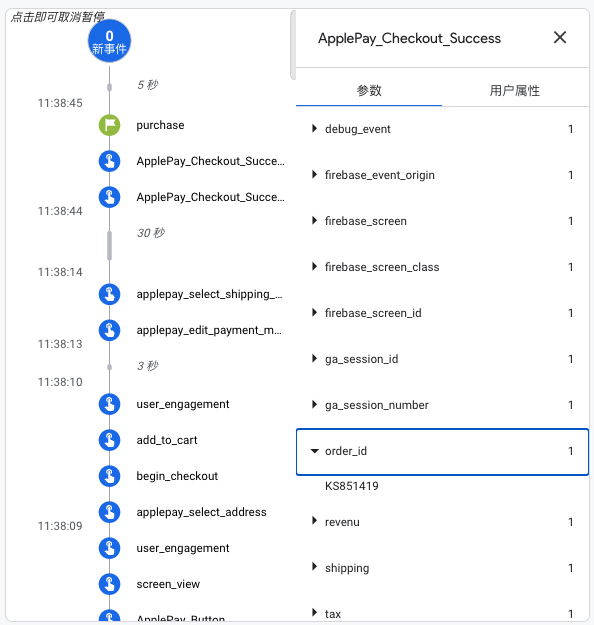 点击即可取消暂停
0
新事件
5 秒
11:38:45
purchase
ApplePay_Checkout_Succe...
ApplePay_Checkout_Succe...
11:38:44
30 秒
11:38:14
applepay_select_shipping_...
applepay_edit_payment_m...
11:38:13
3 秒
11:38:10
user_engagement
add_to_cart
begin_checkout
applepay_select_address
11:38:09
user_engagement
screen_view
ApplePay_Button
ApplePay_Checkout_Success
参数
用户属性
debug_event 1
firebase_event_origin 1
firebase_screen 1
firebase_screen_class 1
firebase_screen_id 1
ga_session_id 1
ga_session_number 1
order_id 1
KS851419
revenu 1
shipping 1
tax 1